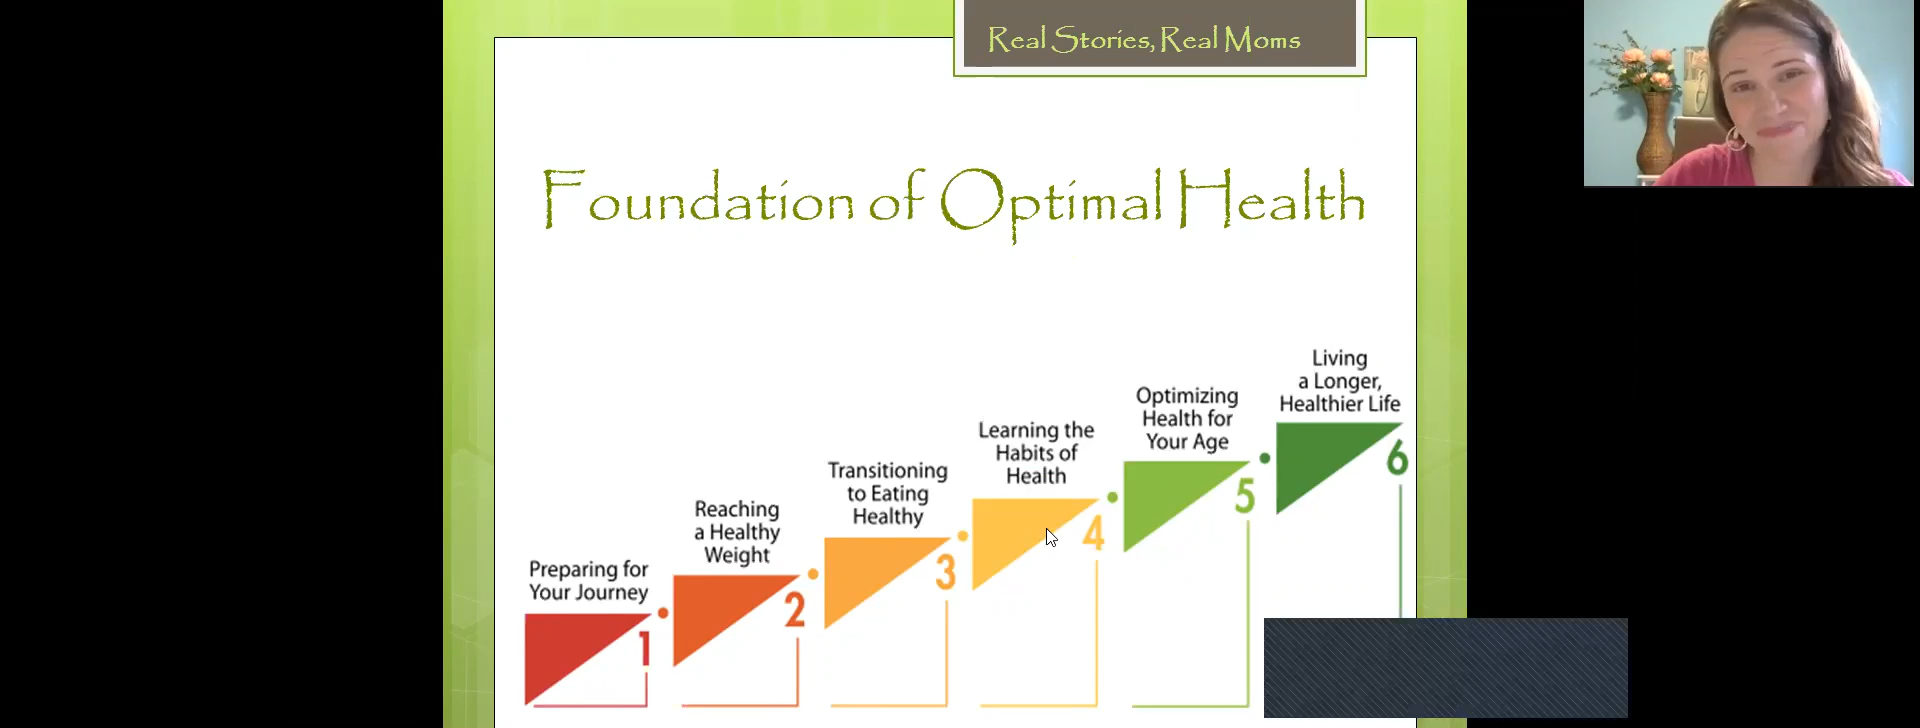 Real Stories, Real Moms
Foundation of Optimal Health
Preparing for
Your Journey
1
Reaching
a Healthy
Weight
2
Transitioning
to Eating
Healthy
3
Learning the
Habits of
Health
4
Optimizing
Health for
Your Age
5
Living
a Longer,
Healthier Life
6